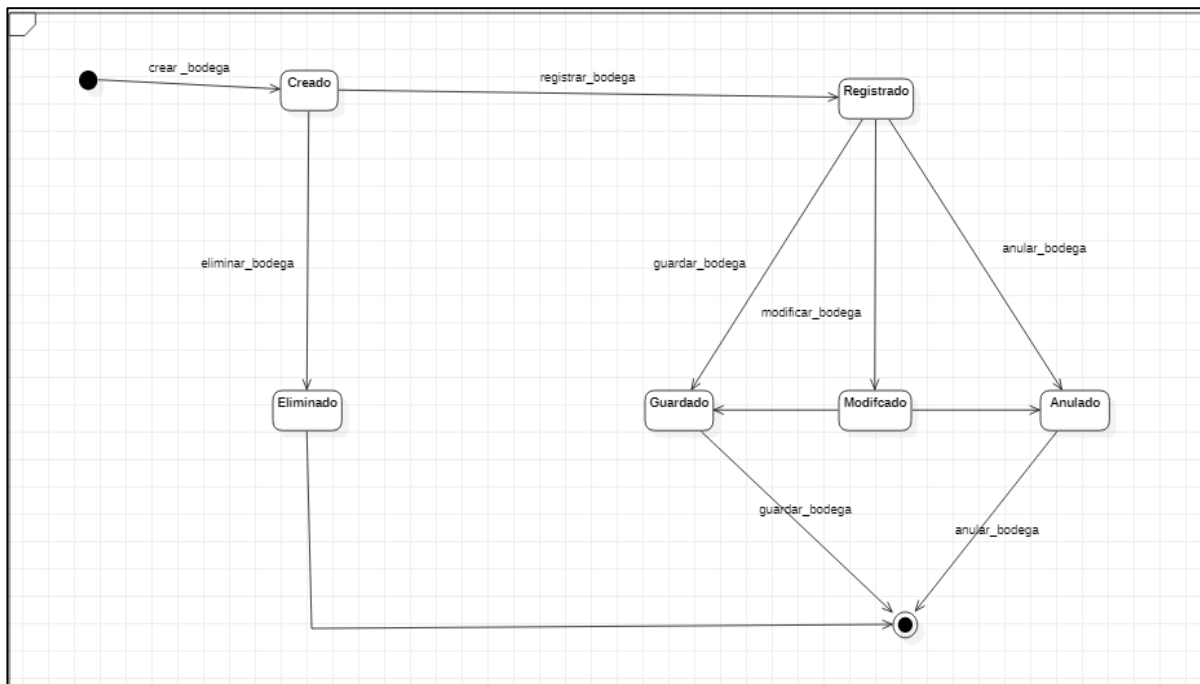 crear _bodega
Creado
registrar_bodega
Registrado
eliminar_bodega
guardar_bodega
modificar_bodega
anular_bodega
Eliminado
Guardado
Modifcado
Anulado
guardar_bodega
anular_bodega